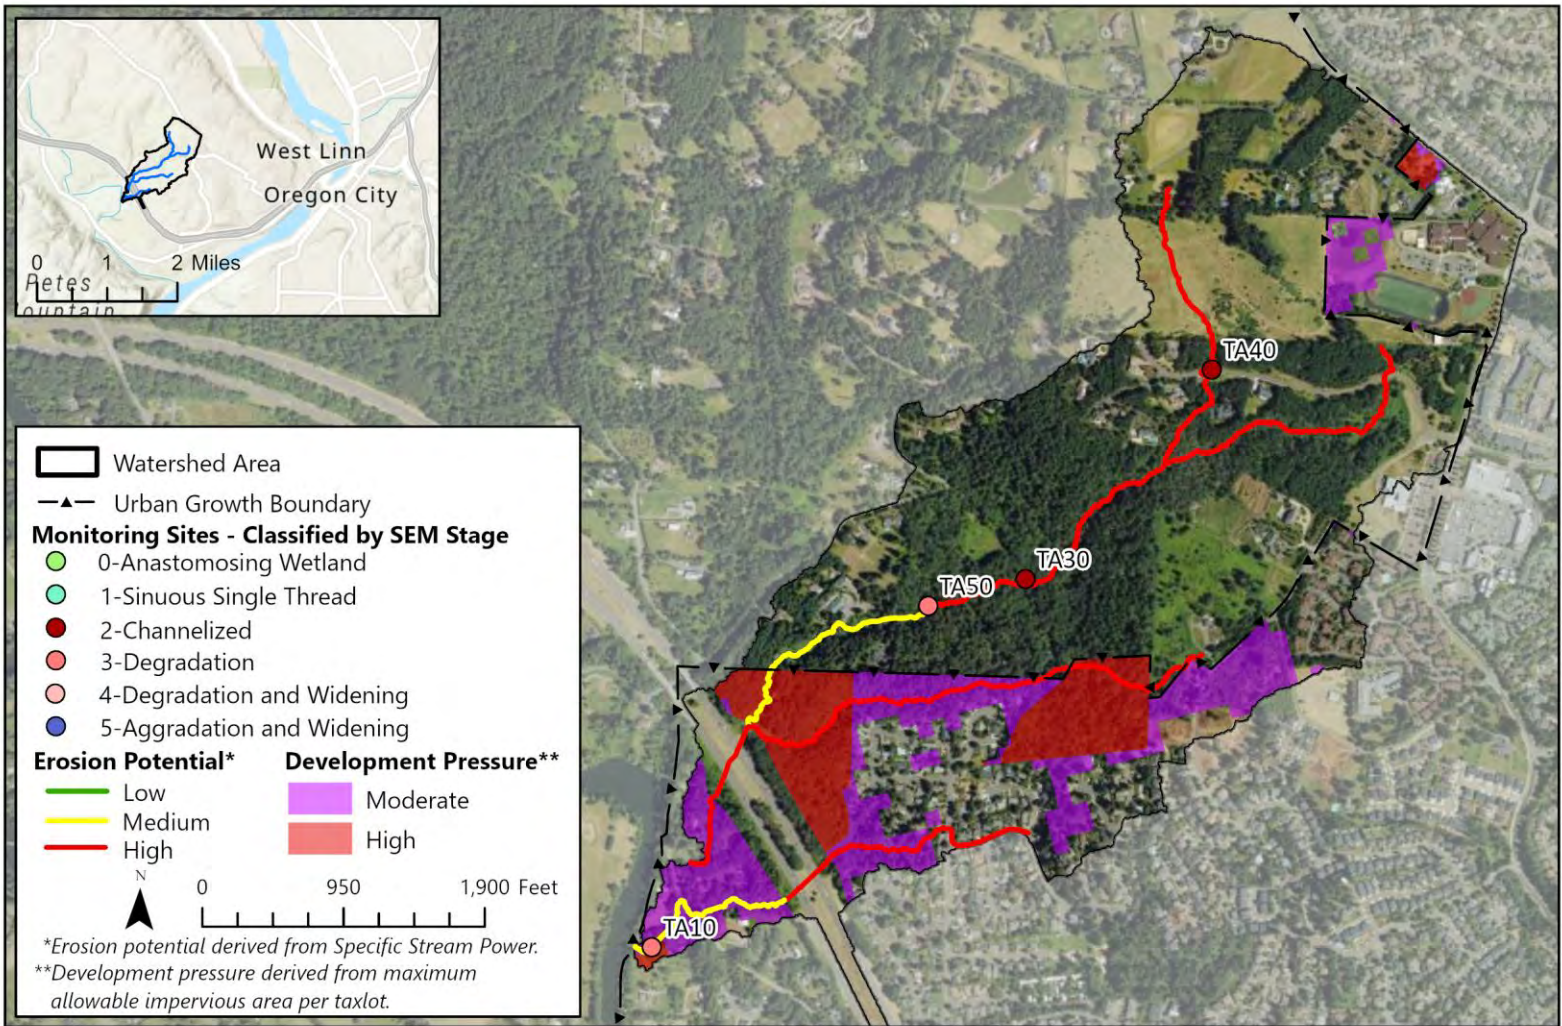 West Linn
Oregon City
0 1 2 Miles
Petes
ountain
TA40
TA30
TA50
TA10
Watershed Area
Urban Growth Boundary
Monitoring Sites - Classified by SEM Stage
0-Anastomosing Wetland
1-Sinuous Single Thread
2-Channelized
3-Degradation
4-Degradation and Widening
5-Aggradation and Widening
Erosion Potential* Development Pressure**
Low
Medium
High
Moderate
High
N
0 950 1,900 Feet
*Erosion potential derived from Specific Stream Power.
**Development pressure derived from maximum
allowable impervious area per taxlot.